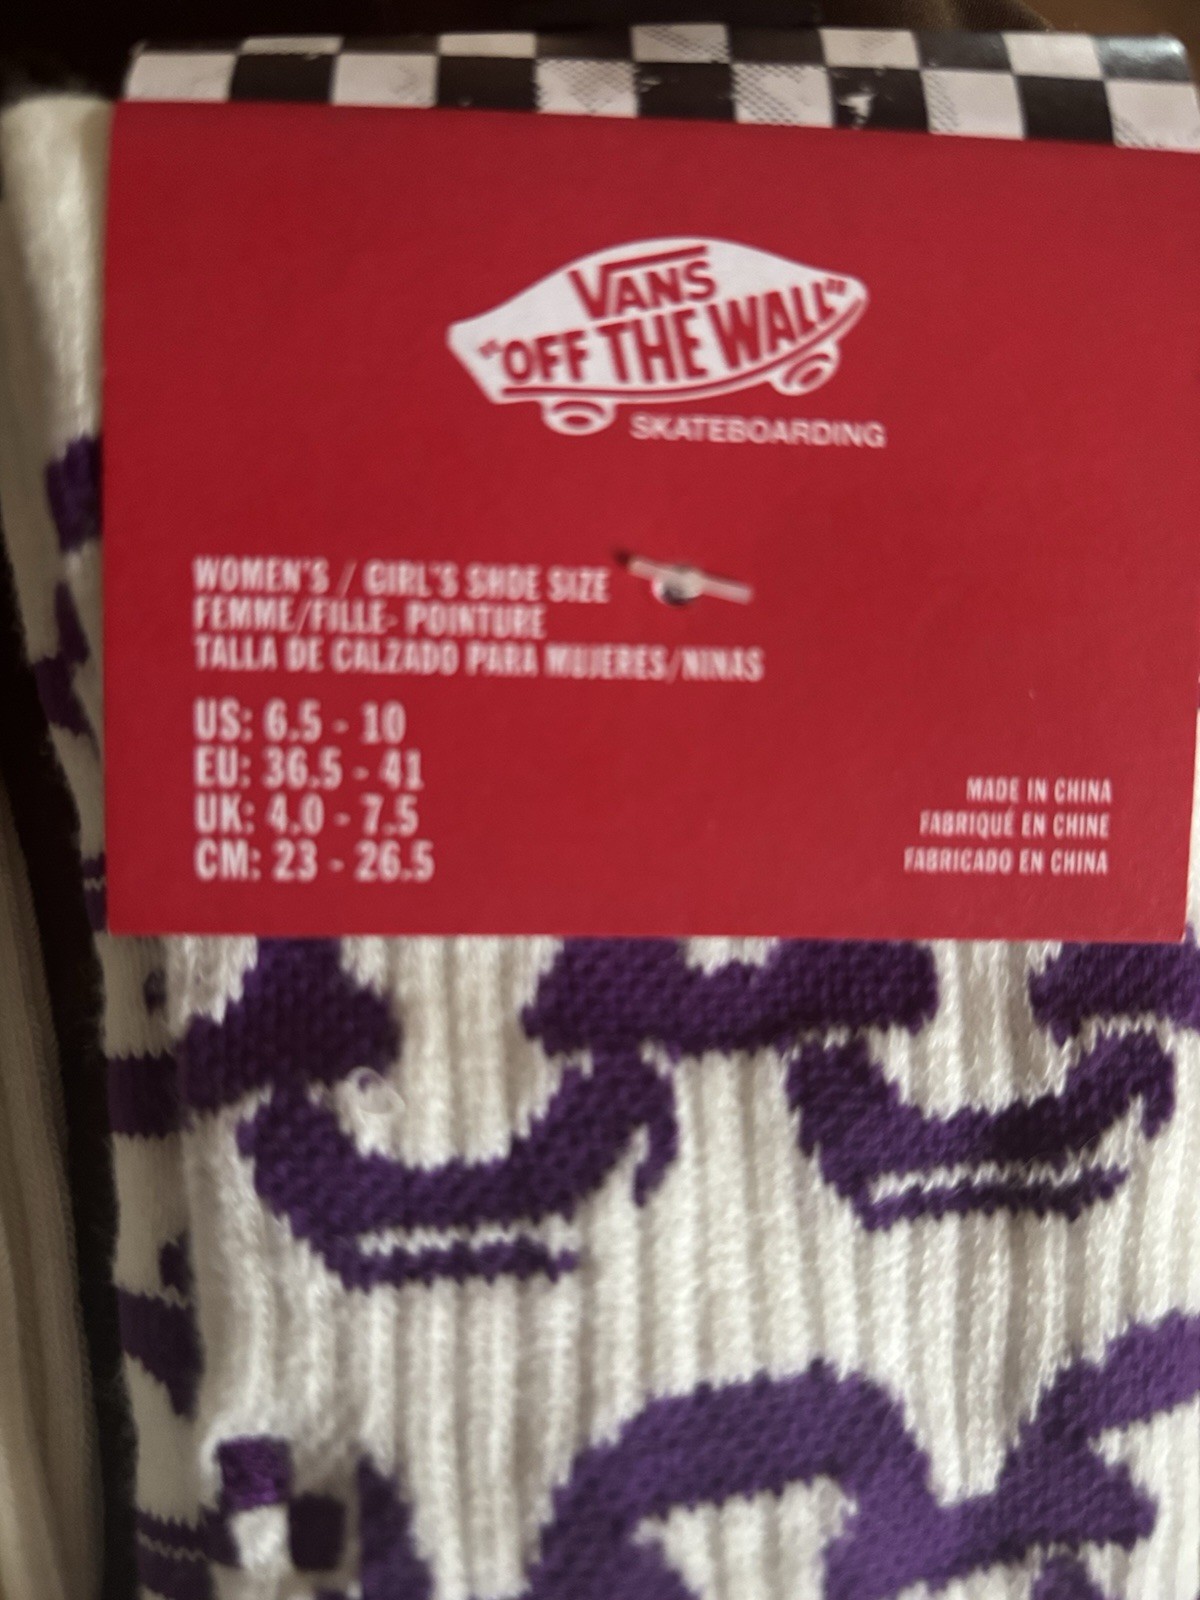 VANS
"OFF THE WALL"
SKATEBOARDING
WOMEN'S / GIRL'S SHOE SIZE
FEMME/FILLE- POINTURE
TALLA DE CALZADO PARA MUJERES/NINAS
US: 6.5 - 10
EU: 36.5 - 41
UK: 4.0 - 7.5
CM: 23 - 26.5
MADE IN CHINA
FABRIQUÉ EN CHINE
FABRICADO EN CHINA